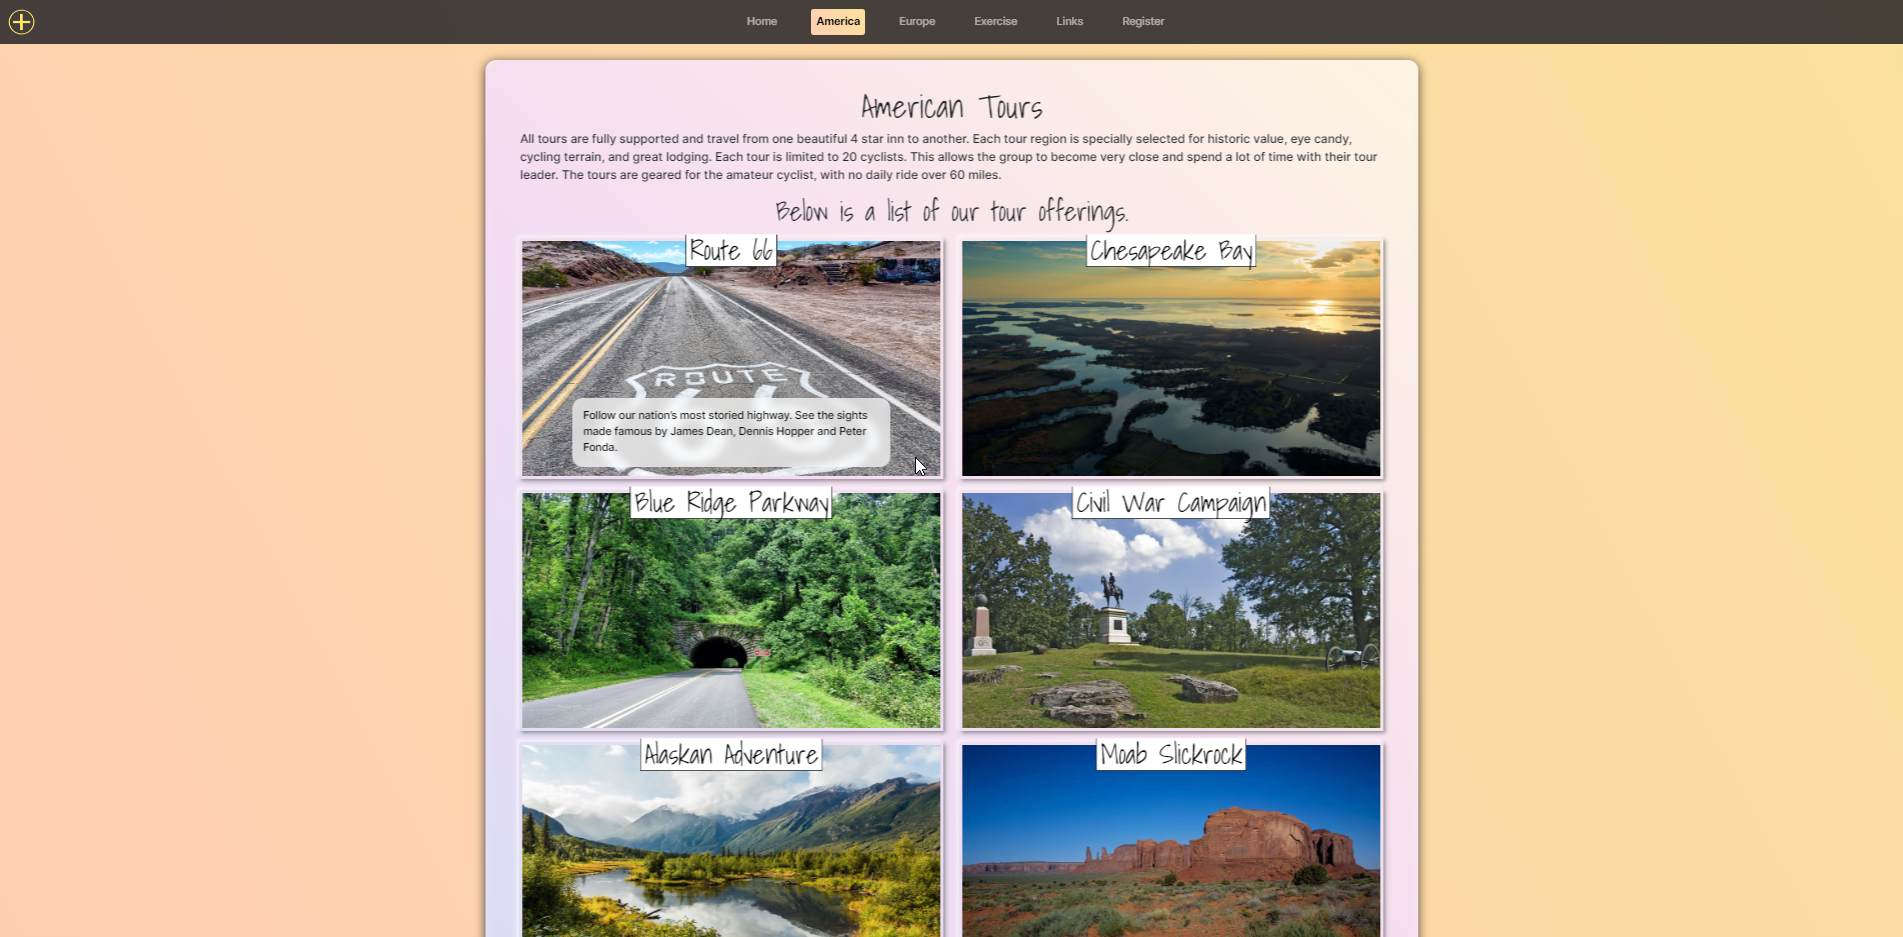 Home America Europe Exercise Links Register
American Tours
All tours are fully supported and travel from one beautiful 4 star inn to another. Each tour region is specially selected for historic value, eye candy,
cycling terrain, and great lodging. Each tour is limited to 20 cyclists. This allows the group to become very close and spend a lot of time with their tour
leader. The tours are geared for the amateur cyclist, with no daily ride over 60 miles.
Below is a list of our tour offerings.
Route 66
ROUTE
66
Follow our nation's most storied highway. See the sights
made famous by James Dean, Dennis Hopper and Peter
Fonda.
Chesapeake Bay
Blue Ridge Parkway
Civil War Campaign
Alaskan Adventure
Moab Slickrock